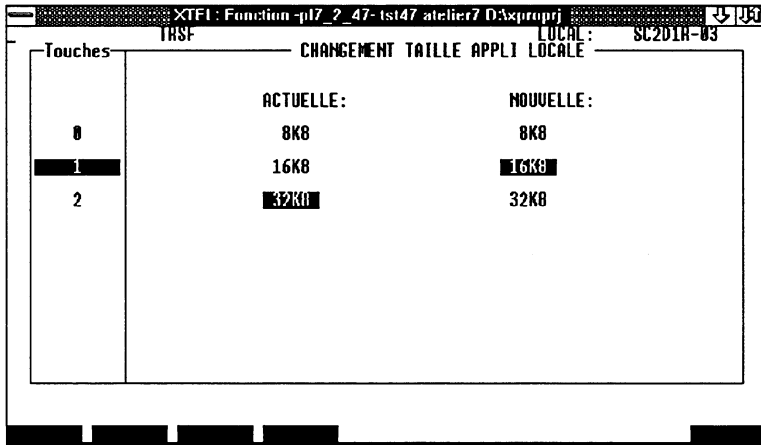 XTEL : Fonction -pl7_2_47- tst47 atelier7 D:\xproprj
TRSF LOCAL: SC2D1R-03
Touches CHANGEMENT TAILLE APPLI LOCALE
ACTUELLE: NOUVELLE:
0 8K8 8K8
1 16K8 16K8
2 32K8 32K8